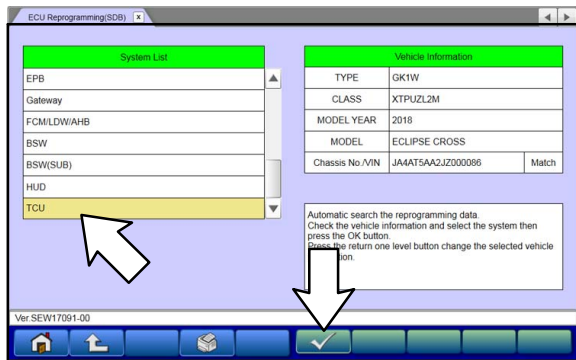 ECU Reprogramming(SDB) x
System List
EPB
Gateway
FCM/LDW/AHB
BSW
BSW(SUB)
HUD
TCU
Vehicle Information
TYPE GK1W
CLASS XTPUZL2M
MODEL YEAR 2018
MODEL ECLIPSE CROSS
Chassis No./VIN JA4AT5AA2JZ000086 Match
Automatic search the reprogramming data.
Check the vehicle information and select the system then
press the OK button.
Press the return one level button change the selected vehicle
Ver.SEW17091-00